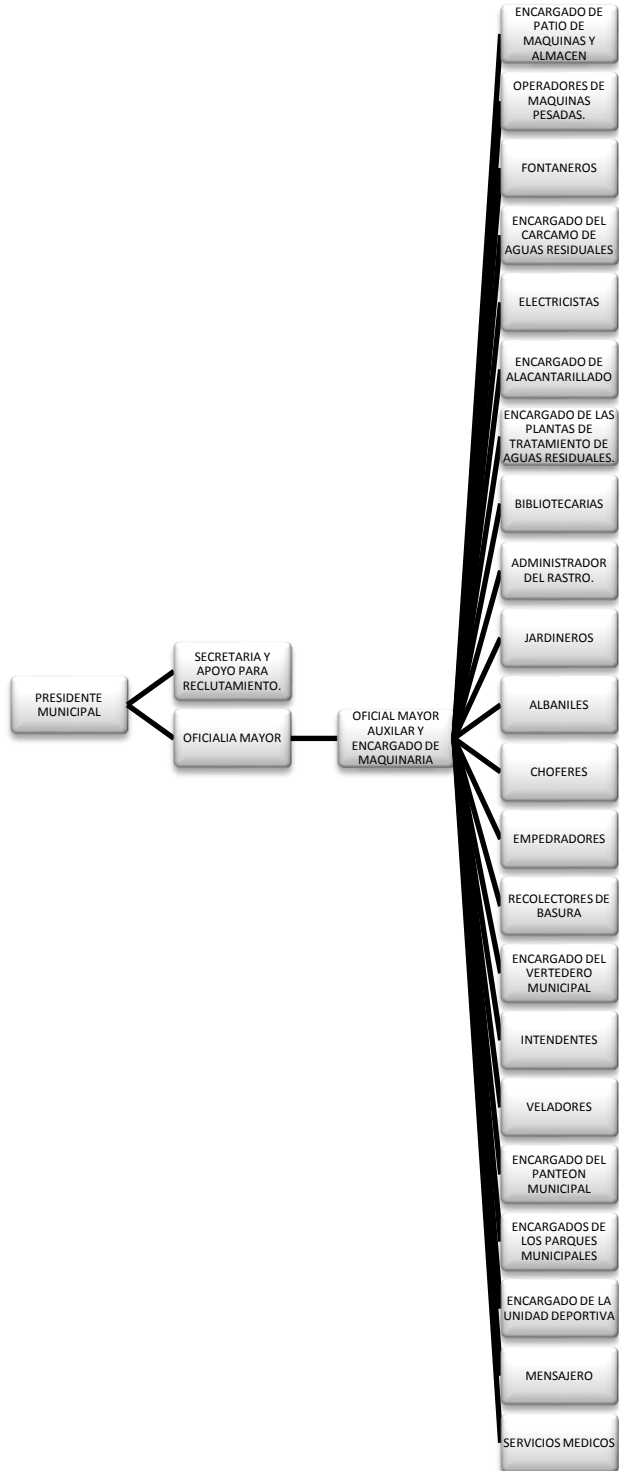 PRESIDENTE
MUNICIPAL
SECRETARIA Y
APOYO PARA
RECLUTAMIENTO.
OFICIALIA MAYOR
OFICIAL MAYOR
AUXILAR Y
ENCARGADO DE
MAQUINARIA
ENCARGADO DE
PATIO DE
MAQUINAS Y
ALMACEN
OPERADORES DE
MAQUINAS
PESADAS.
FONTANEROS
ENCARGADO DEL
CARCAMO DE
AGUAS RESIDUALES
ELECTRICISTAS
ENCARGADO DE
ALACANTARILLADO
ENCARGADO DE LAS
PLANTAS DE
TRATAMIENTO DE
AGUAS RESIDUALES.
BIBLIOTECARIAS
ADMINISTRADOR
DEL RASTRO.
JARDINEROS
ALBANILES
CHOFERES
EMPEDRADORES
RECOLECTORES DE
BASURA
ENCARGADO DEL
VERTEDERO
MUNICIPAL
INTENDENTES
VELADORES
ENCARGADO DEL
PANTEON
MUNICIPAL
ENCARGADOS DE
LOS PARQUES
MUNICIPALES
ENCARGADO DE LA
UNIDAD DEPORTIVA
MENSAJERO
SERVICIOS MEDICOS